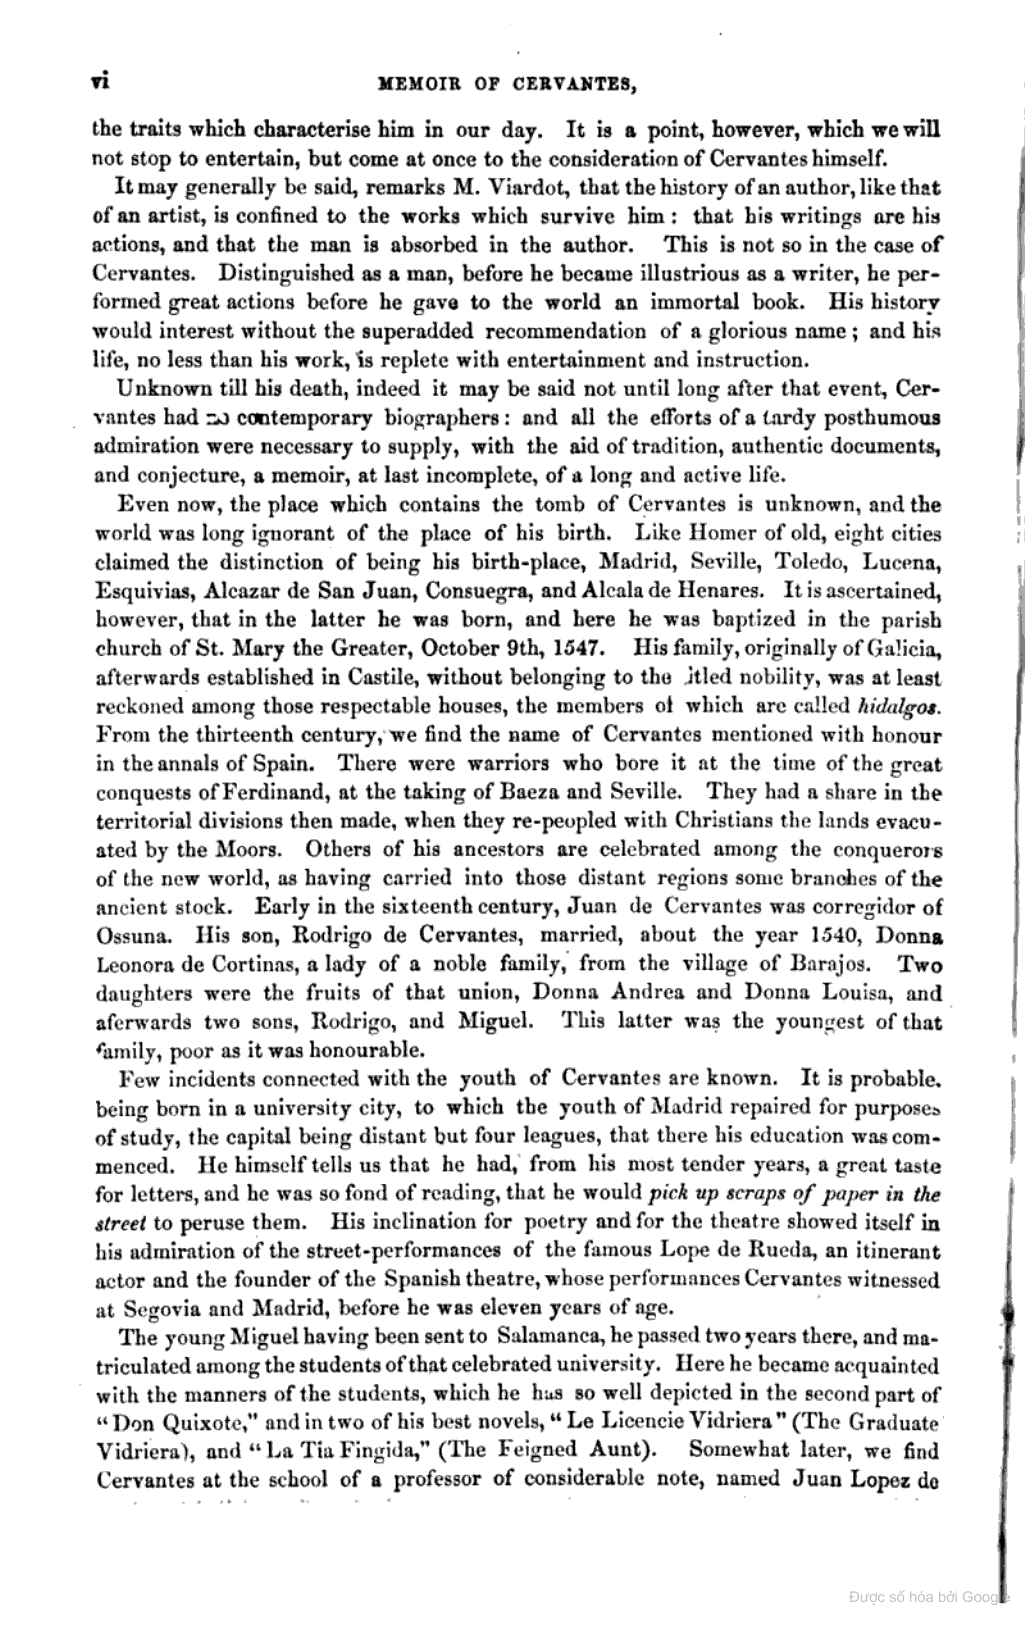 vi MEMOIR OF CERVANTES,
the traits which characterise him in our day. It is a point, however, which we will
not stop to entertain, but come at once to the consideration of Cervantes himself.
It may generally be said, remarks M. Viardot, that the history of an author, like that
of an artist, is confined to the works which survive him : that his writings are his
actions, and that the man is absorbed in the author. This is not so in the case of
Cervantes. Distinguished as a man, before he became illustrious as a writer, he per-
formed great actions before he gave to the world an immortal book. His history
would interest without the superadded recommendation of a glorious name ; and his
life, no less than his work, is replete with entertainment and instruction.
Unknown till his death, indeed it may be said not until long after that event, Cer-
vantes had contemporary biographers : and all the efforts of a tardy posthumous
admiration were necessary to supply, with the aid of tradition, authentic documents,
and conjecture, a memoir, at last incomplete, of a long and active life.
Even now, the place which contains the tomb of Cervantes is unknown, and the
world was long ignorant of the place of his birth. Like Homer of old, eight cities
claimed the distinction of being his birth-place, Madrid, Seville, Toledo, Lucena,
Esquivias, Alcazar de San Juan, Consuegra, and Alcala de Henares. It is ascertained,
however, that in the latter he was born, and here he was baptized in the parish
church of St. Mary the Greater, October 9th, 1547. His family, originally of Galicia,
afterwards established in Castile, without belonging to the itled nobility, was at least
reckoned among those respectable houses, the members of which are called hidalgos.
From the thirteenth century, we find the name of Cervantes mentioned with honour
in the annals of Spain. There were warriors who bore it at the time of the great
conquests of Ferdinand, at the taking of Baeza and Seville. They had a share in the
territorial divisions then made, when they re-peopled with Christians the lands evacu-
ated by the Moors. Others of his ancestors are celebrated among the conquerors
of the new world, as having carried into those distant regions some branches of the
ancient stock. Early in the sixteenth century, Juan de Cervantes was corregidor of
Ossuna. His son, Rodrigo de Cervantes, married, about the year 1540, Donna
Leonora de Cortinas, a lady of a noble family, from the village of Barajos. Two
daughters were the fruits of that union, Donna Andrea and Donna Louisa, and
aferwards two sons, Rodrigo, and Miguel. This latter was the youngest of that
family, poor as it was honourable.
Few incidents connected with the youth of Cervantes are known. It is probable.
being born in a university city, to which the youth of Madrid repaired for purposes
of study, the capital being distant but four leagues, that there his education was com-
menced. He himself tells us that he had, from his most tender years, a great taste
for letters, and he was so fond of reading, that he would pick up scraps of paper in the
street to peruse them. His inclination for poetry and for the theatre showed itself in
his admiration of the street-performances of the famous Lope de Rueda, an itinerant
actor and the founder of the Spanish theatre, whose performances Cervantes witnessed
at Segovia and Madrid, before he was eleven years of age.
The young Miguel having been sent to Salamanca, he passed two years there, and ma-
triculated among the students of that celebrated university. Here he became acquainted
with the manners of the students, which he has so well depicted in the second part of
“Don Quixote,” and in two of his best novels, “Le Licencie Vidriera” (The Graduate
Vidriera), and “La Tia Fingida,” (The Feigned Aunt). Somewhat later, we find
Cervantes at the school of a professor of considerable note, named Juan Lopez de
Được số hóa bởi Google